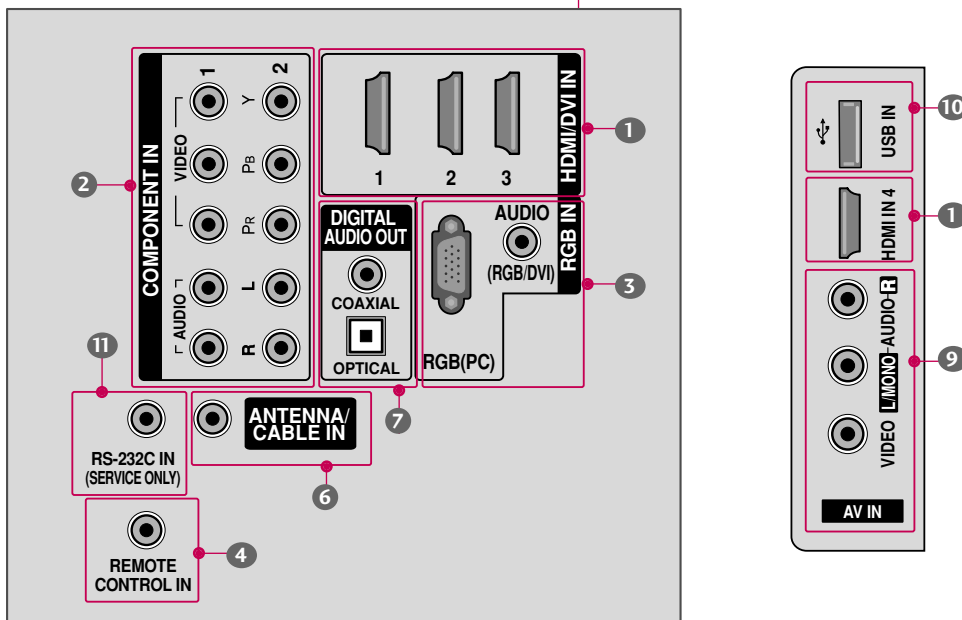 COMPONENT IN
VIDEO
AUDIO
1
2
Y
PB
PR
L
R
2
1
2
3
HDMI/DVI IN
1
DIGITAL
AUDIO OUT
COAXIAL
OPTICAL
7
AUDIO
(RGB/DVI)
RGB(PC)
RGB IN
3
11
RS-232C IN
(SERVICE ONLY)
ANTENNA/
CABLE IN
6
REMOTE
CONTROL IN
4
USB IN
10
HDMI IN 4
1
VIDEO L/MONO-AUDIO-R
9
AV IN